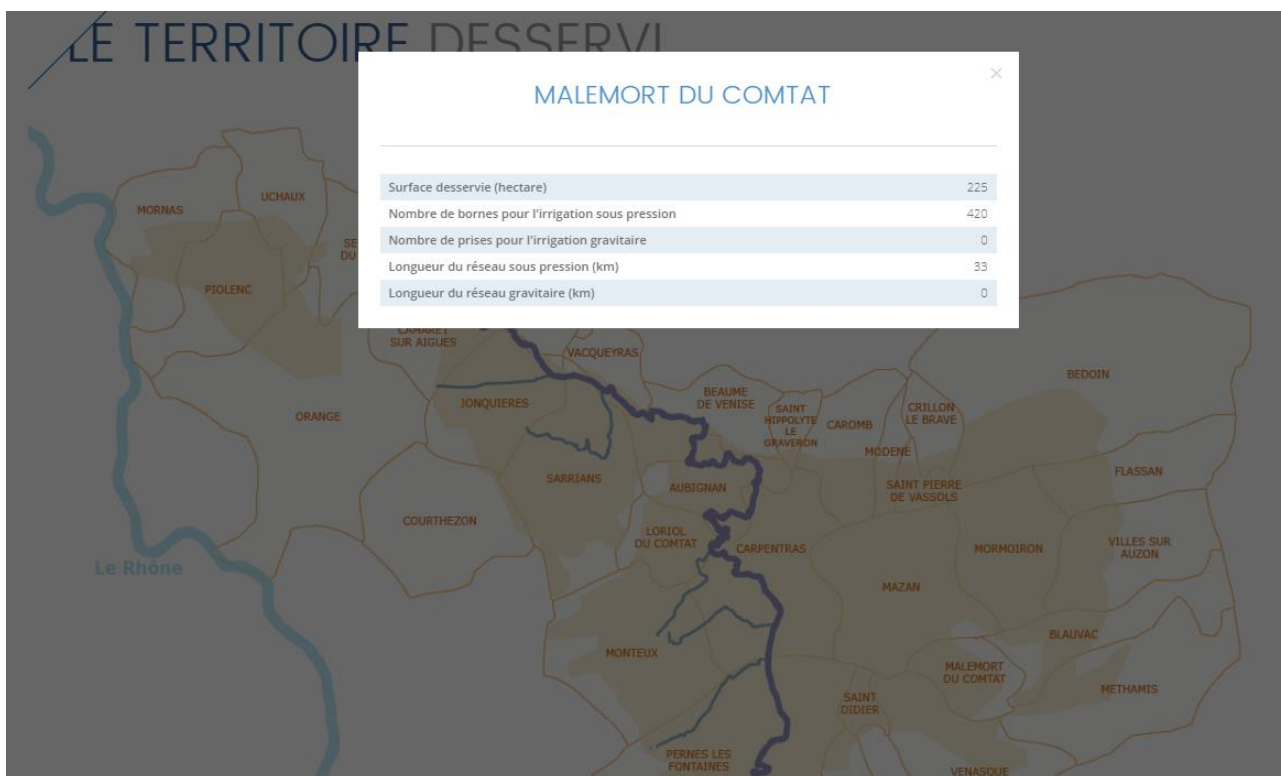 LE TERRITOIRE DESSERVI
×
MALEMORT DU COMTAT
Surface desservie (hectare) 225
Nombre de bornes pour l'irrigation sous pression 420
Nombre de prises pour l'irrigation gravitaire 0
Longueur du réseau sous pression (km) 33
Longueur du réseau gravitaire (km) 0
UCHAUX
MORNAS
SE
DU
PIOLENC
CAMARET
SUR AIGUES
VACQUEYRAS
BEDOIN
BEAUME
DE VENISE
JONQUIERES
ORANGE
SAINT
HIPPOLYTE
LE
GRAVERON
CAROMB
CRILLON
LE BRAVE
MODENE
FLASSAN
SARRIANS
AUBIGNAN
SAINT PIERRE
DE VASSOLS
COURTHEZON
LORIOL
DU COMTAT
CARPENTRAS
MORMOIRON
VILLES SUR
AUZON
Le Rhône
MAZAN
BLAUVAC
MONTEUX
MALEMORT
DU COMTAT
METHAMIS
SAINT
DIDIER
PERNES LES
FONTAINES
VENASQUE